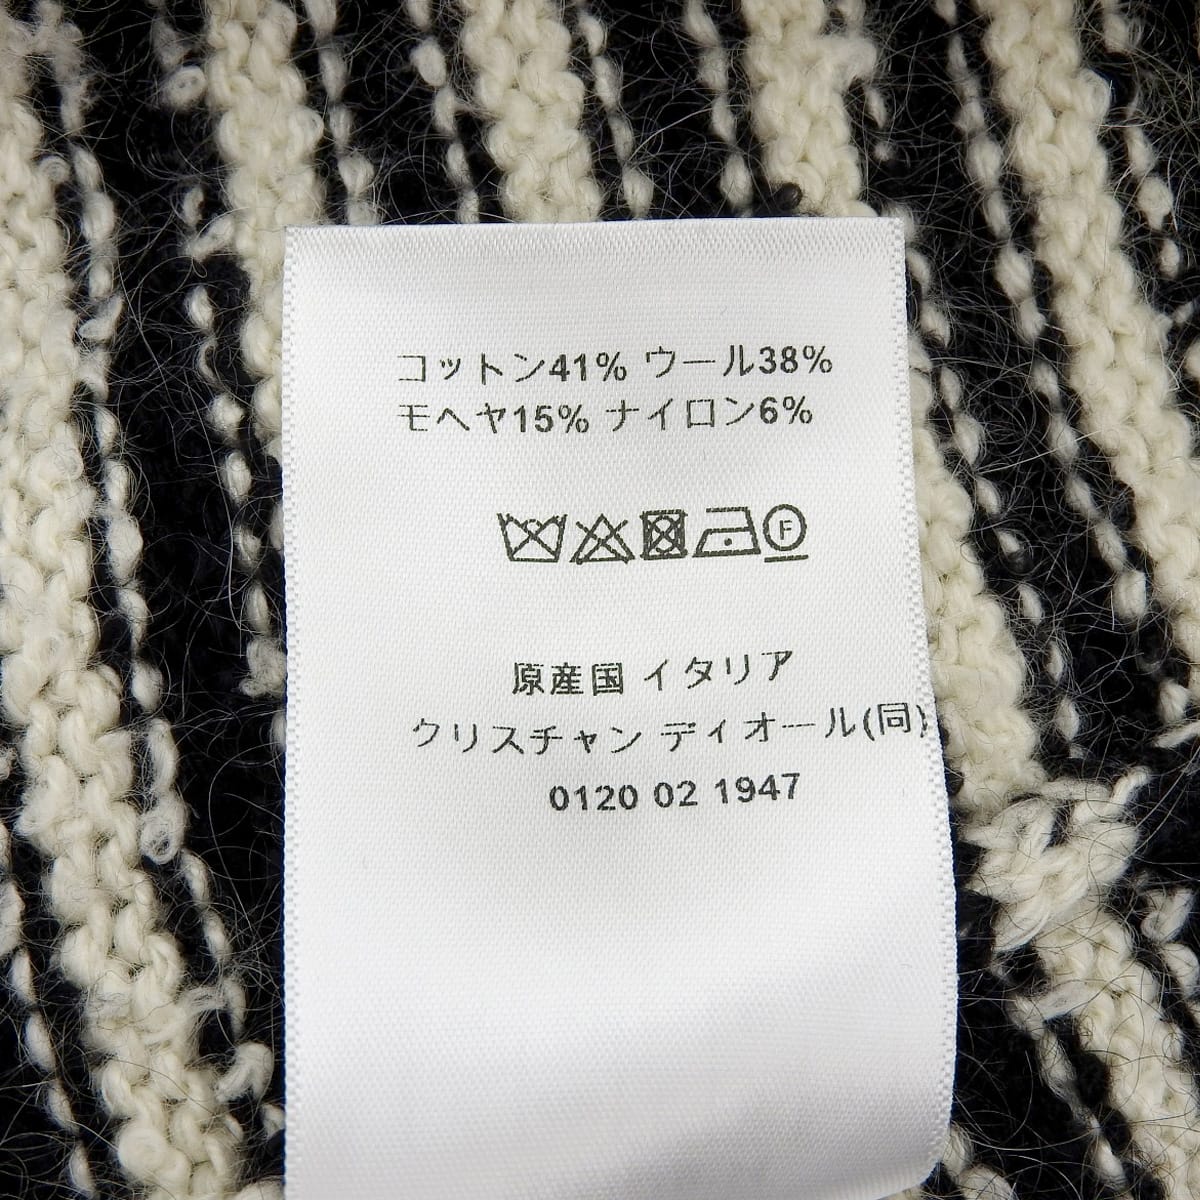 コットン41% ウール38%
モヘヤ15% ナイロン6%
F
原産国 イタリア
クリスチャン ディオール(同)
0120 02 1947